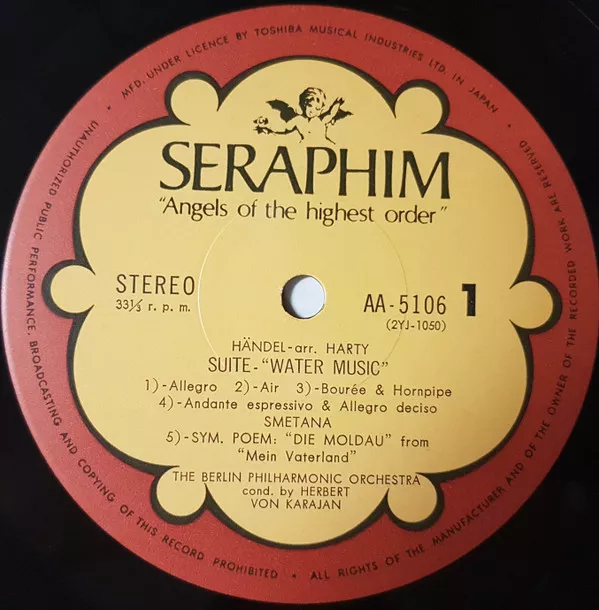 • MFD. UNDER LICENCE BY TOSHIBA MUSICAL INDUSTRIES LTD. IN JAPAN •
SERAPHIM
"Angels of the highest order"
STEREO
33⅓ r. p. m.
AA-5106 1
(2YJ-1050)
HÄNDEL-arr. HARTY
SUITE-"WATER MUSIC"
1)-Allegro 2)-Air 3)-Bourée & Hornpipe
4)-Andante espressivo & Allegro deciso
SMETANA
5)-SYM. POEM: "DIE MOLDAU" from
"Mein Vaterland"
THE BERLIN PHILHARMONIC ORCHESTRA
cond. by HERBERT
VON KARAJAN
UNAUTHORIZED PUBLIC PERFORMANCE, BROADCASTING AND COPYING OF THIS RECORD PROHIBITED • ALL RIGHTS OF THE MANUFACTURER AND OF THE OWNER OF THE RECORDED WORK ARE RESERVED